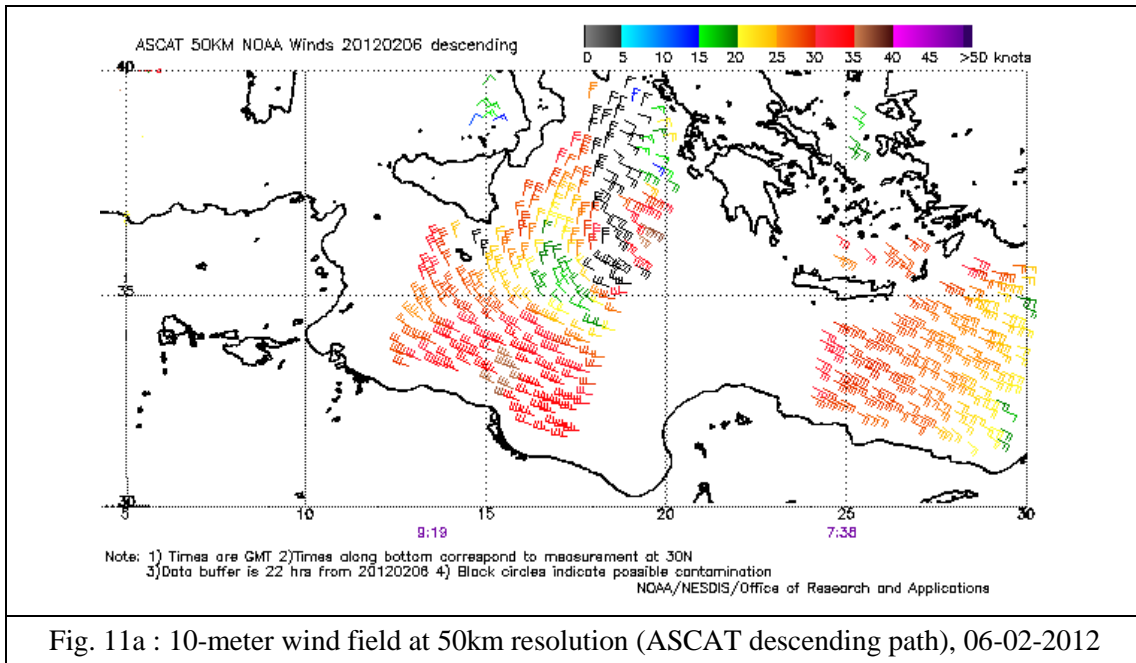 ASCAT 50KM NOAA Winds 20120206 descending
0 5 10 15 20 25 30 35 40 45 >50 knots
40
35
30
5 10 15 20 25 30
9:19 7:38
Note: 1) Times are GMT 2)Times along bottom correspond to measurement at 30N
3)Data buffer is 22 hrs from 20120206 4) Black circles indicate possible contamination
NOAA/NESDIS/Office of Research and Applications
Fig. 11a : 10-meter wind field at 50km resolution (ASCAT descending path), 06-02-2012